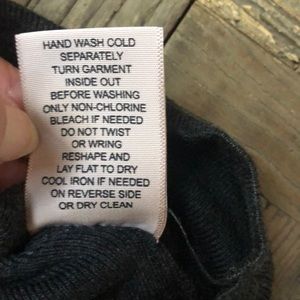 HAND WASH COLD
SEPARATELY
TURN GARMENT
INSIDE OUT
BEFORE WASHING
ONLY NON-CHLORINE
BLEACH IF NEEDED
DO NOT TWIST
OR WRING
RESHAPE AND
LAY FLAT TO DRY
COOL IRON IF NEEDED
ON REVERSE SIDE
OR DRY CLEAN